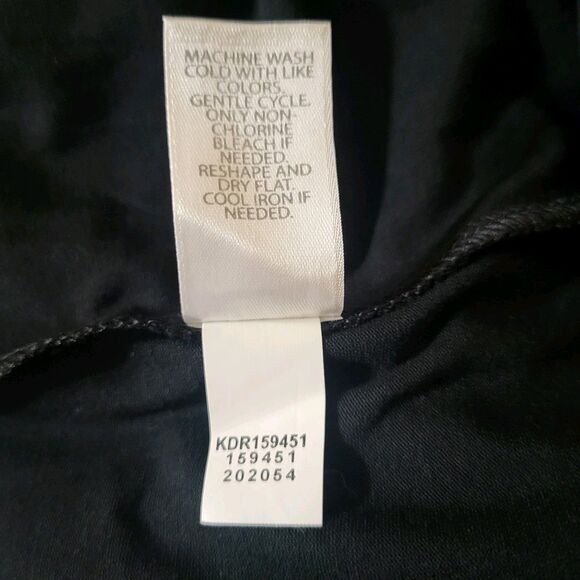 MACHINE WASH
COLD WITH LIKE
COLORS.
GENTLE CYCLE.
ONLY NON-
CHLORINE
BLEACH IF
NEEDED.
RESHAPE AND
DRY FLAT.
COOL IRON IF
NEEDED.
KDR159451
159451
202054